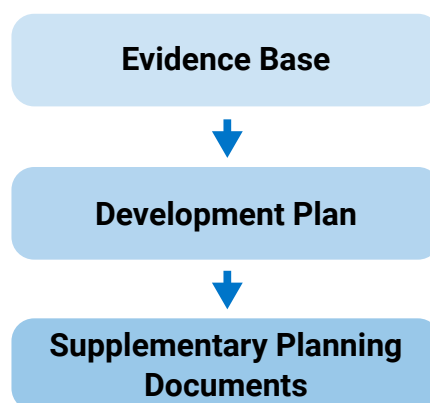 Evidence Base
Development Plan
Supplementary Planning
Documents